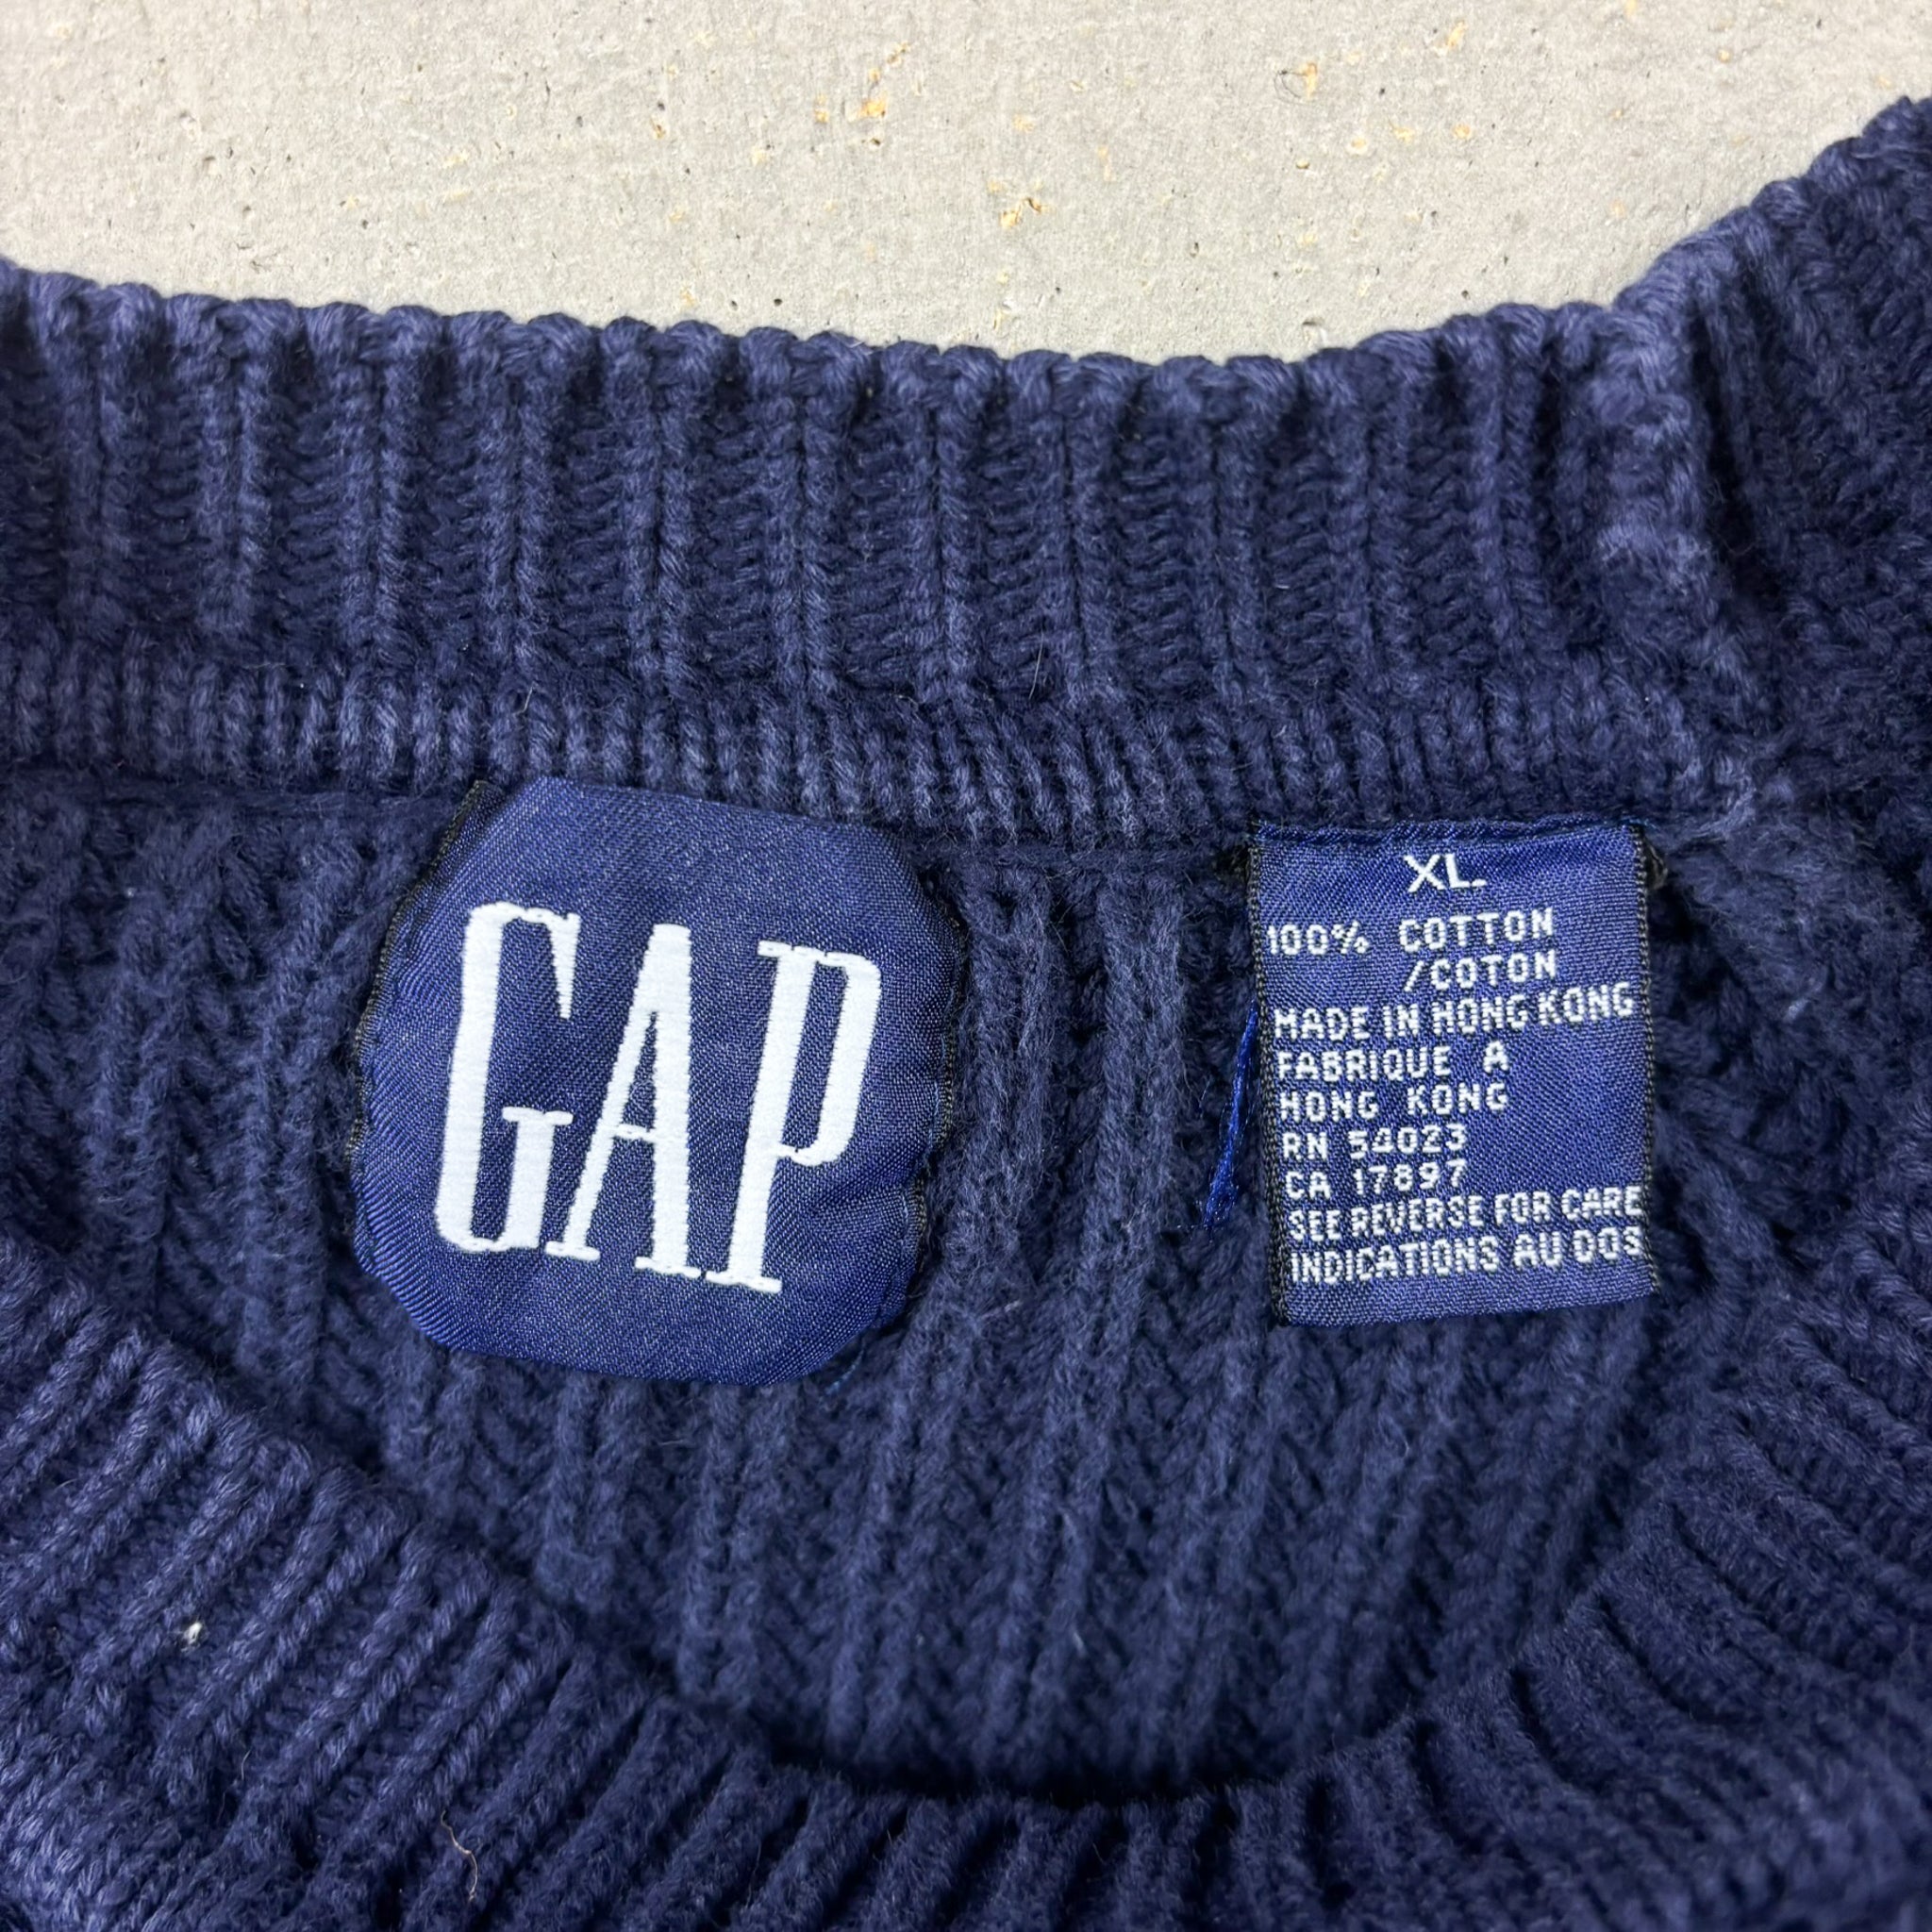 GAP
XL.
100% COTTON
/COTON
MADE IN HONG KONG
FABRIQUE A
HONG KONG
RN 54023
CA 17897
SEE REVERSE FOR CARE
INDICATIONS AU DOS